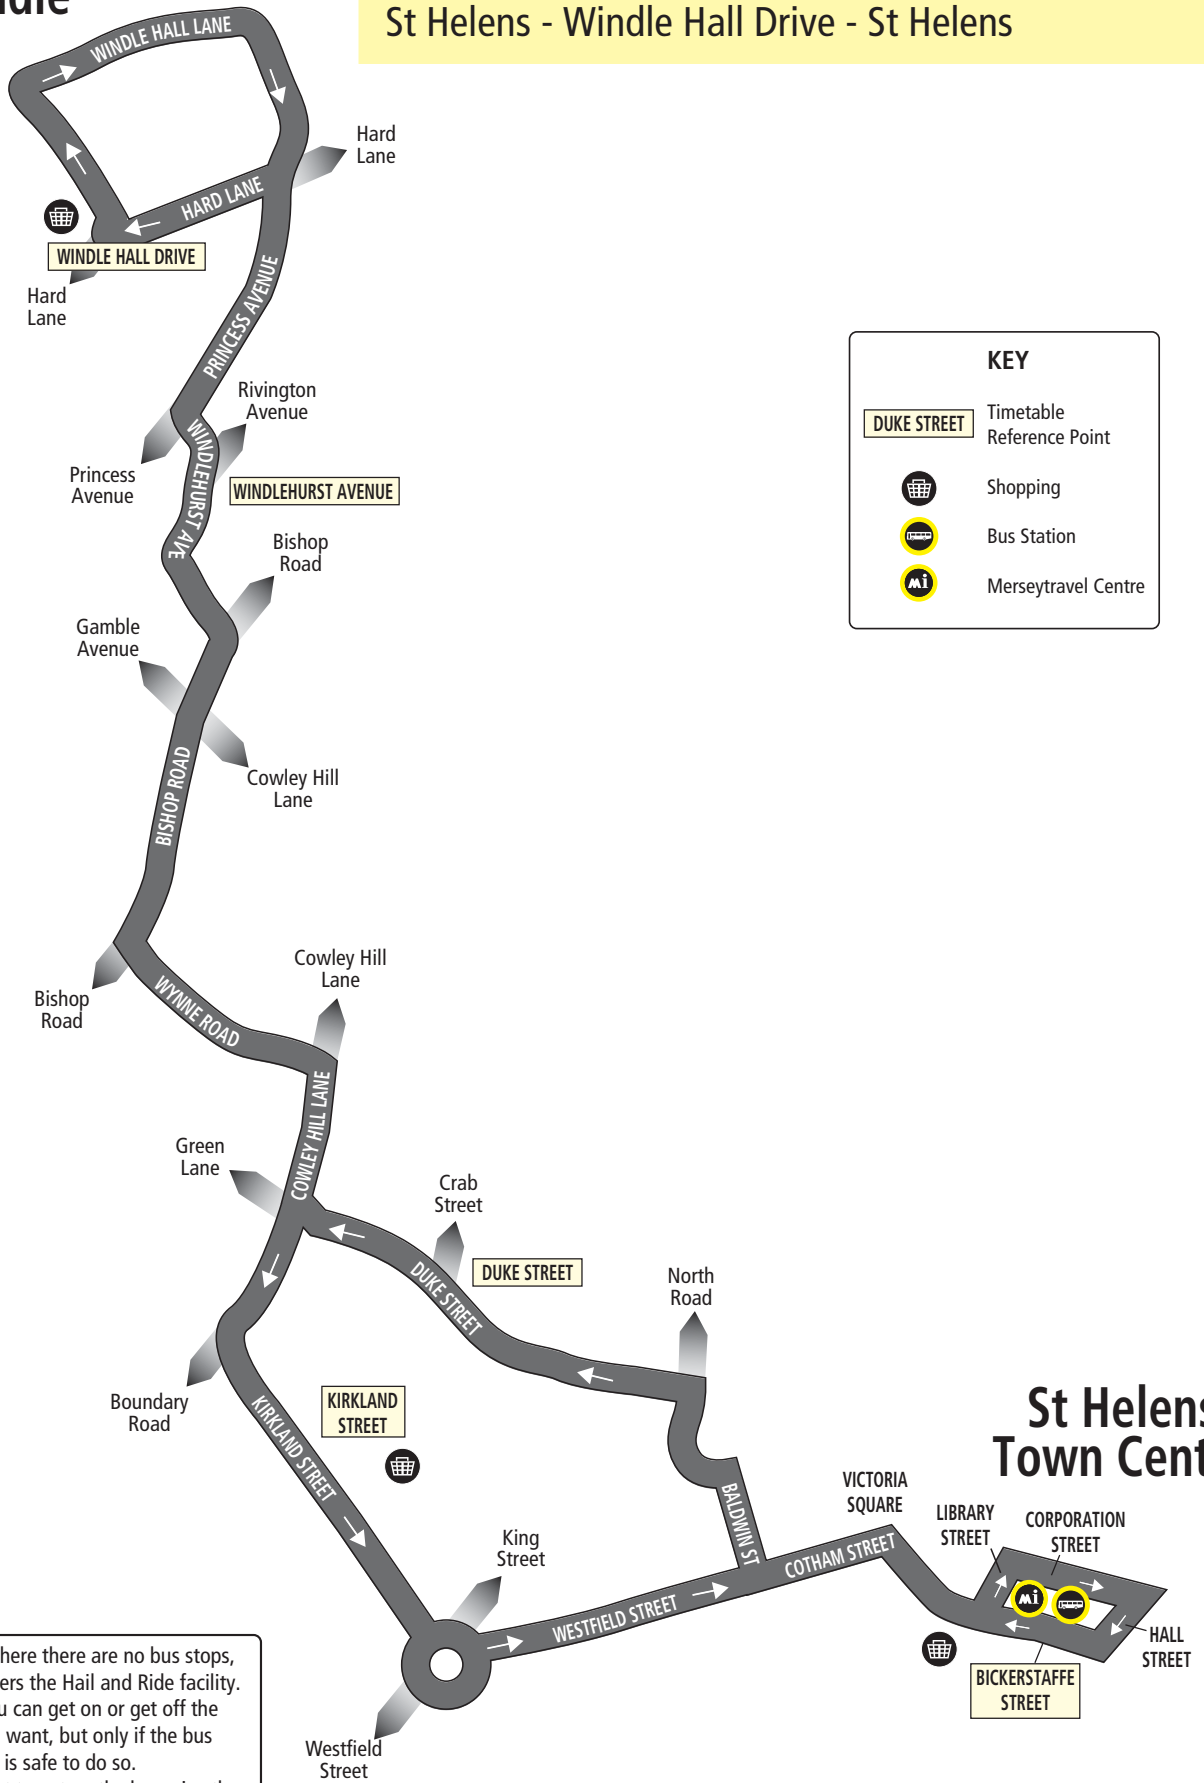 St Helens - Windle Hall Drive - St Helens
WINDLE HALL LANE
Hard
Lane
HARD LANE
WINDLE HALL DRIVE
Hard
Lane
PRINCESS AVENUE
KEY
DUKE STREET
Timetable
Reference Point
Shopping
Bus Station
Mi
Merseytravel Centre
Rivington
Avenue
Princess
Avenue
WINDLEHURST AVE
WINDLEHURST AVENUE
Bishop
Road
Gamble
Avenue
Cowley Hill
Lane
BISHOP ROAD
Bishop
Road
WYNNE ROAD
Cowley Hill
Lane
COWLEY HILL LANE
Green
Lane
Crab
Street
DUKE STREET
DUKE STREET
North
Road
Boundary
Road
KIRKLAND
STREET
KIRKLAND STREET
St Helens
Town Cent
BALDWIN ST
VICTORIA
SQUARE
LIBRARY
STREET
CORPORATION
STREET
King
Street
COTHAM STREET
WESTFIELD STREET
Mi
HALL
STREET
BICKERSTAFFE
STREET
Westfield
Street
here there are no bus stops,
ers the Hail and Ride facility.
u can get on or get off the
want, but only if the bus
is safe to do so.